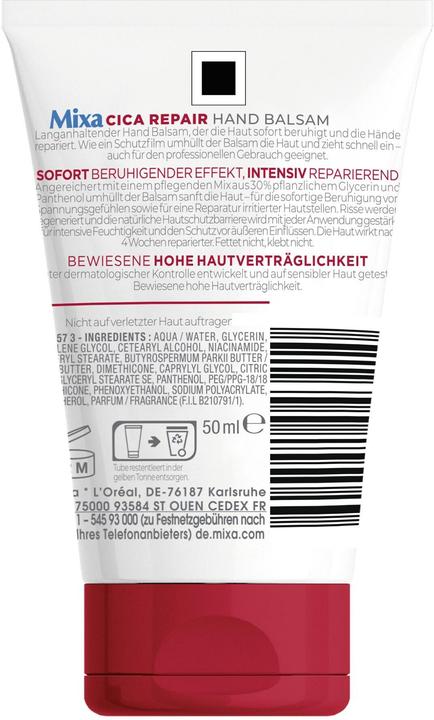 Mixa CICA REPAIR HAND BALSAM
Langanhaltender Hand Balsam, der die Haut sofort beruhigt und die Hände
repariert. Wie ein Schutzfilm umhüllt der Balsam die Haut und zieht schnell ein –
auch für den professionellen Gebrauch geeignet.
SOFORT BERUHIGENDER EFFEKT, INTENSIV REPARIEREND
Angereichert mit einem pflegenden Mix aus 30% pflanzlichem Glycerin und
Panthenol umhüllt der Balsam sanft die Haut – für die sofortige Beruhigung von
Spannungsgefühlen sowie für eine Reparatur irritierter Hautstellen. Risse werden
regeneriert und die natürliche Hautschutzbarriere wird mit jeder Anwendung gestärk
für intensive Feuchtigkeit und den Schutz vor äußeren Einflüssen. Die Haut wirkt nac
4 Wochen reparierter. Fettet nicht, klebt nicht.
BEWIESENE HOHE HAUTVERTRÄGLICHKEIT
ter dermatologischer Kontrolle entwickelt und auf sensibler Haut getest
Bewiesene hohe Hautverträglichkeit.
Nicht auf verletzter Haut auftragen
57 3 - INGREDIENTS : AQUA / WATER, GLYCERIN,
LENE GLYCOL, CETEARYL ALCOHOL, NIACINAMIDE,
RYL STEARATE, BUTYROSPERMUM PARKII BUTTER /
BUTTER, DIMETHICONE, CAPRYLYL GLYCOL, CITRIC
GLYCERYL STEARATE SE, PANTHENOL, PEG/PPG-18/18
HICONE, PHENOXYETHANOL, SODIUM POLYACRYLATE,
HEROL, PARFUM / FRAGRANCE (F.I.L B210791/1).
50 ml ℮
M
Tube restentleert in der
gelben Tonne entsorgen.
a * L'Oréal, DE-76187 Karlsruhe
75000 93584 ST OUEN CEDEX FR
1 – 545 93 000 (zu Festnetzgebühren nach
Ihres Telefonanbieters) de.mixa.com